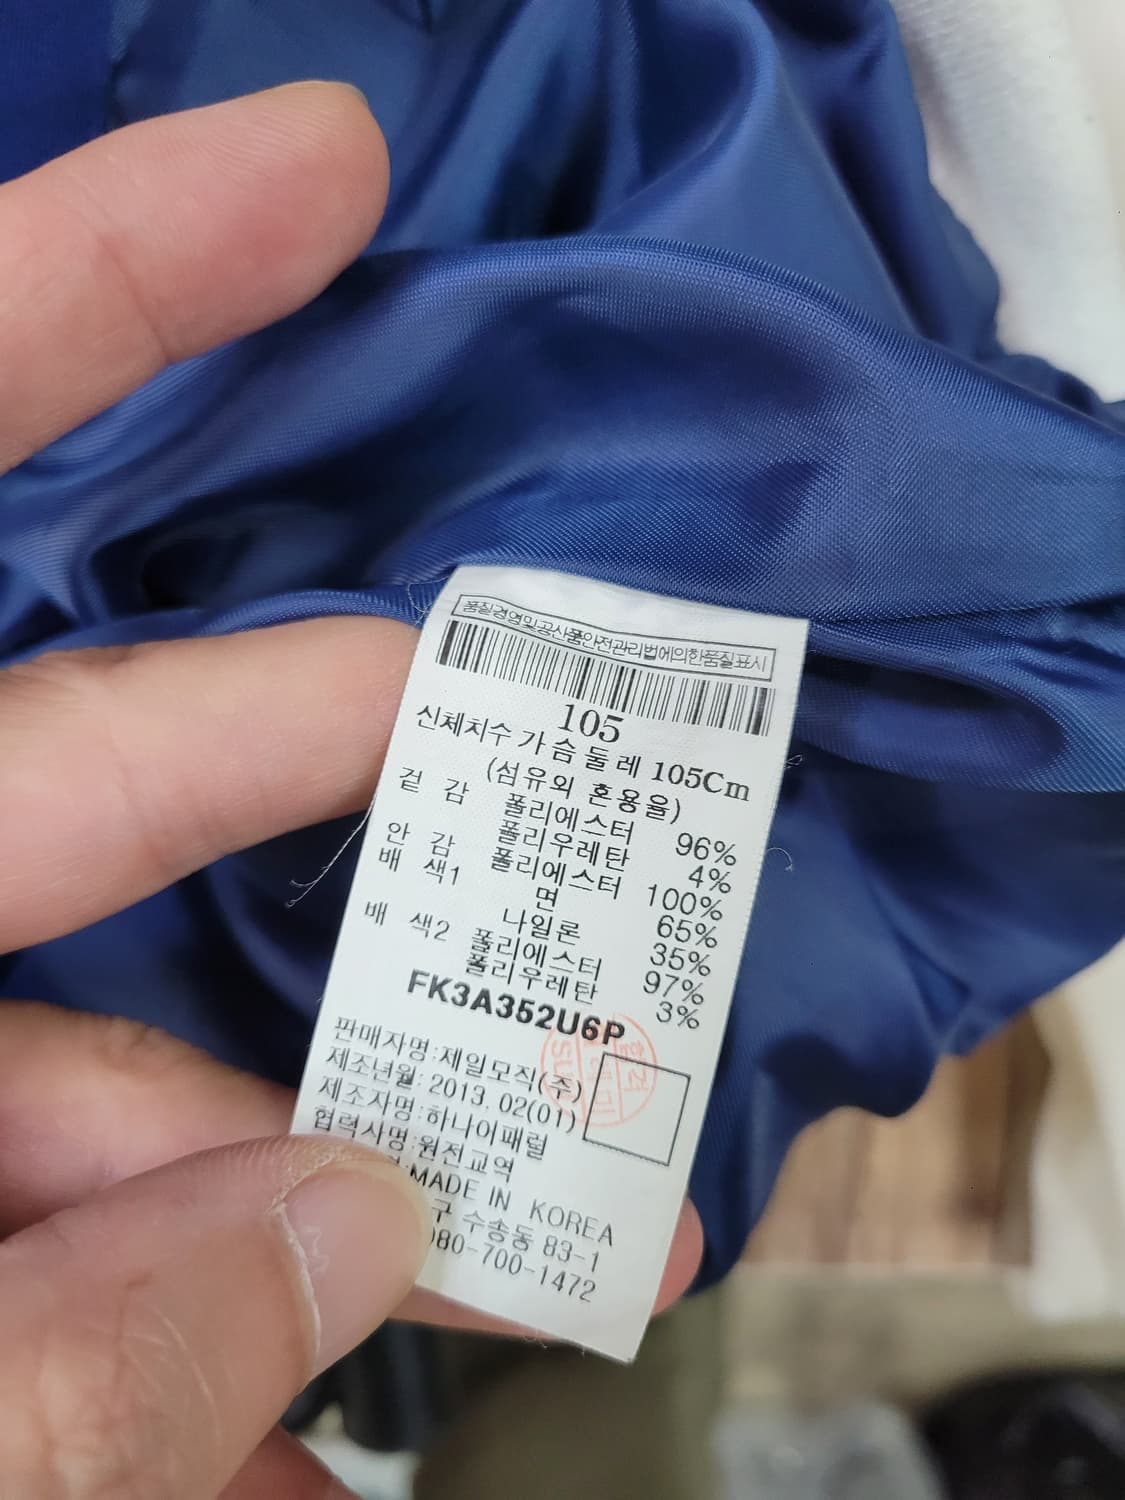 품질경영및공산품안전관리법에의한품질표시
105
신체치수 가슴둘레 105Cm
(섬유의 혼용율)
겉 감 폴리에스터 96%
폴리우레탄 4%
안 감 폴리에스터 100%
배 색1 면 65%
나일론 35%
배 색2 폴리에스터 97%
폴리우레탄 3%
FK3A352U6P
판매자명:제일모직(주)
제조년월: 2013. 02(01)
제조자명:하나어패럴
협력사명:원전교역
:MADE IN KOREA
구 수송동 83-1
080-700-1472